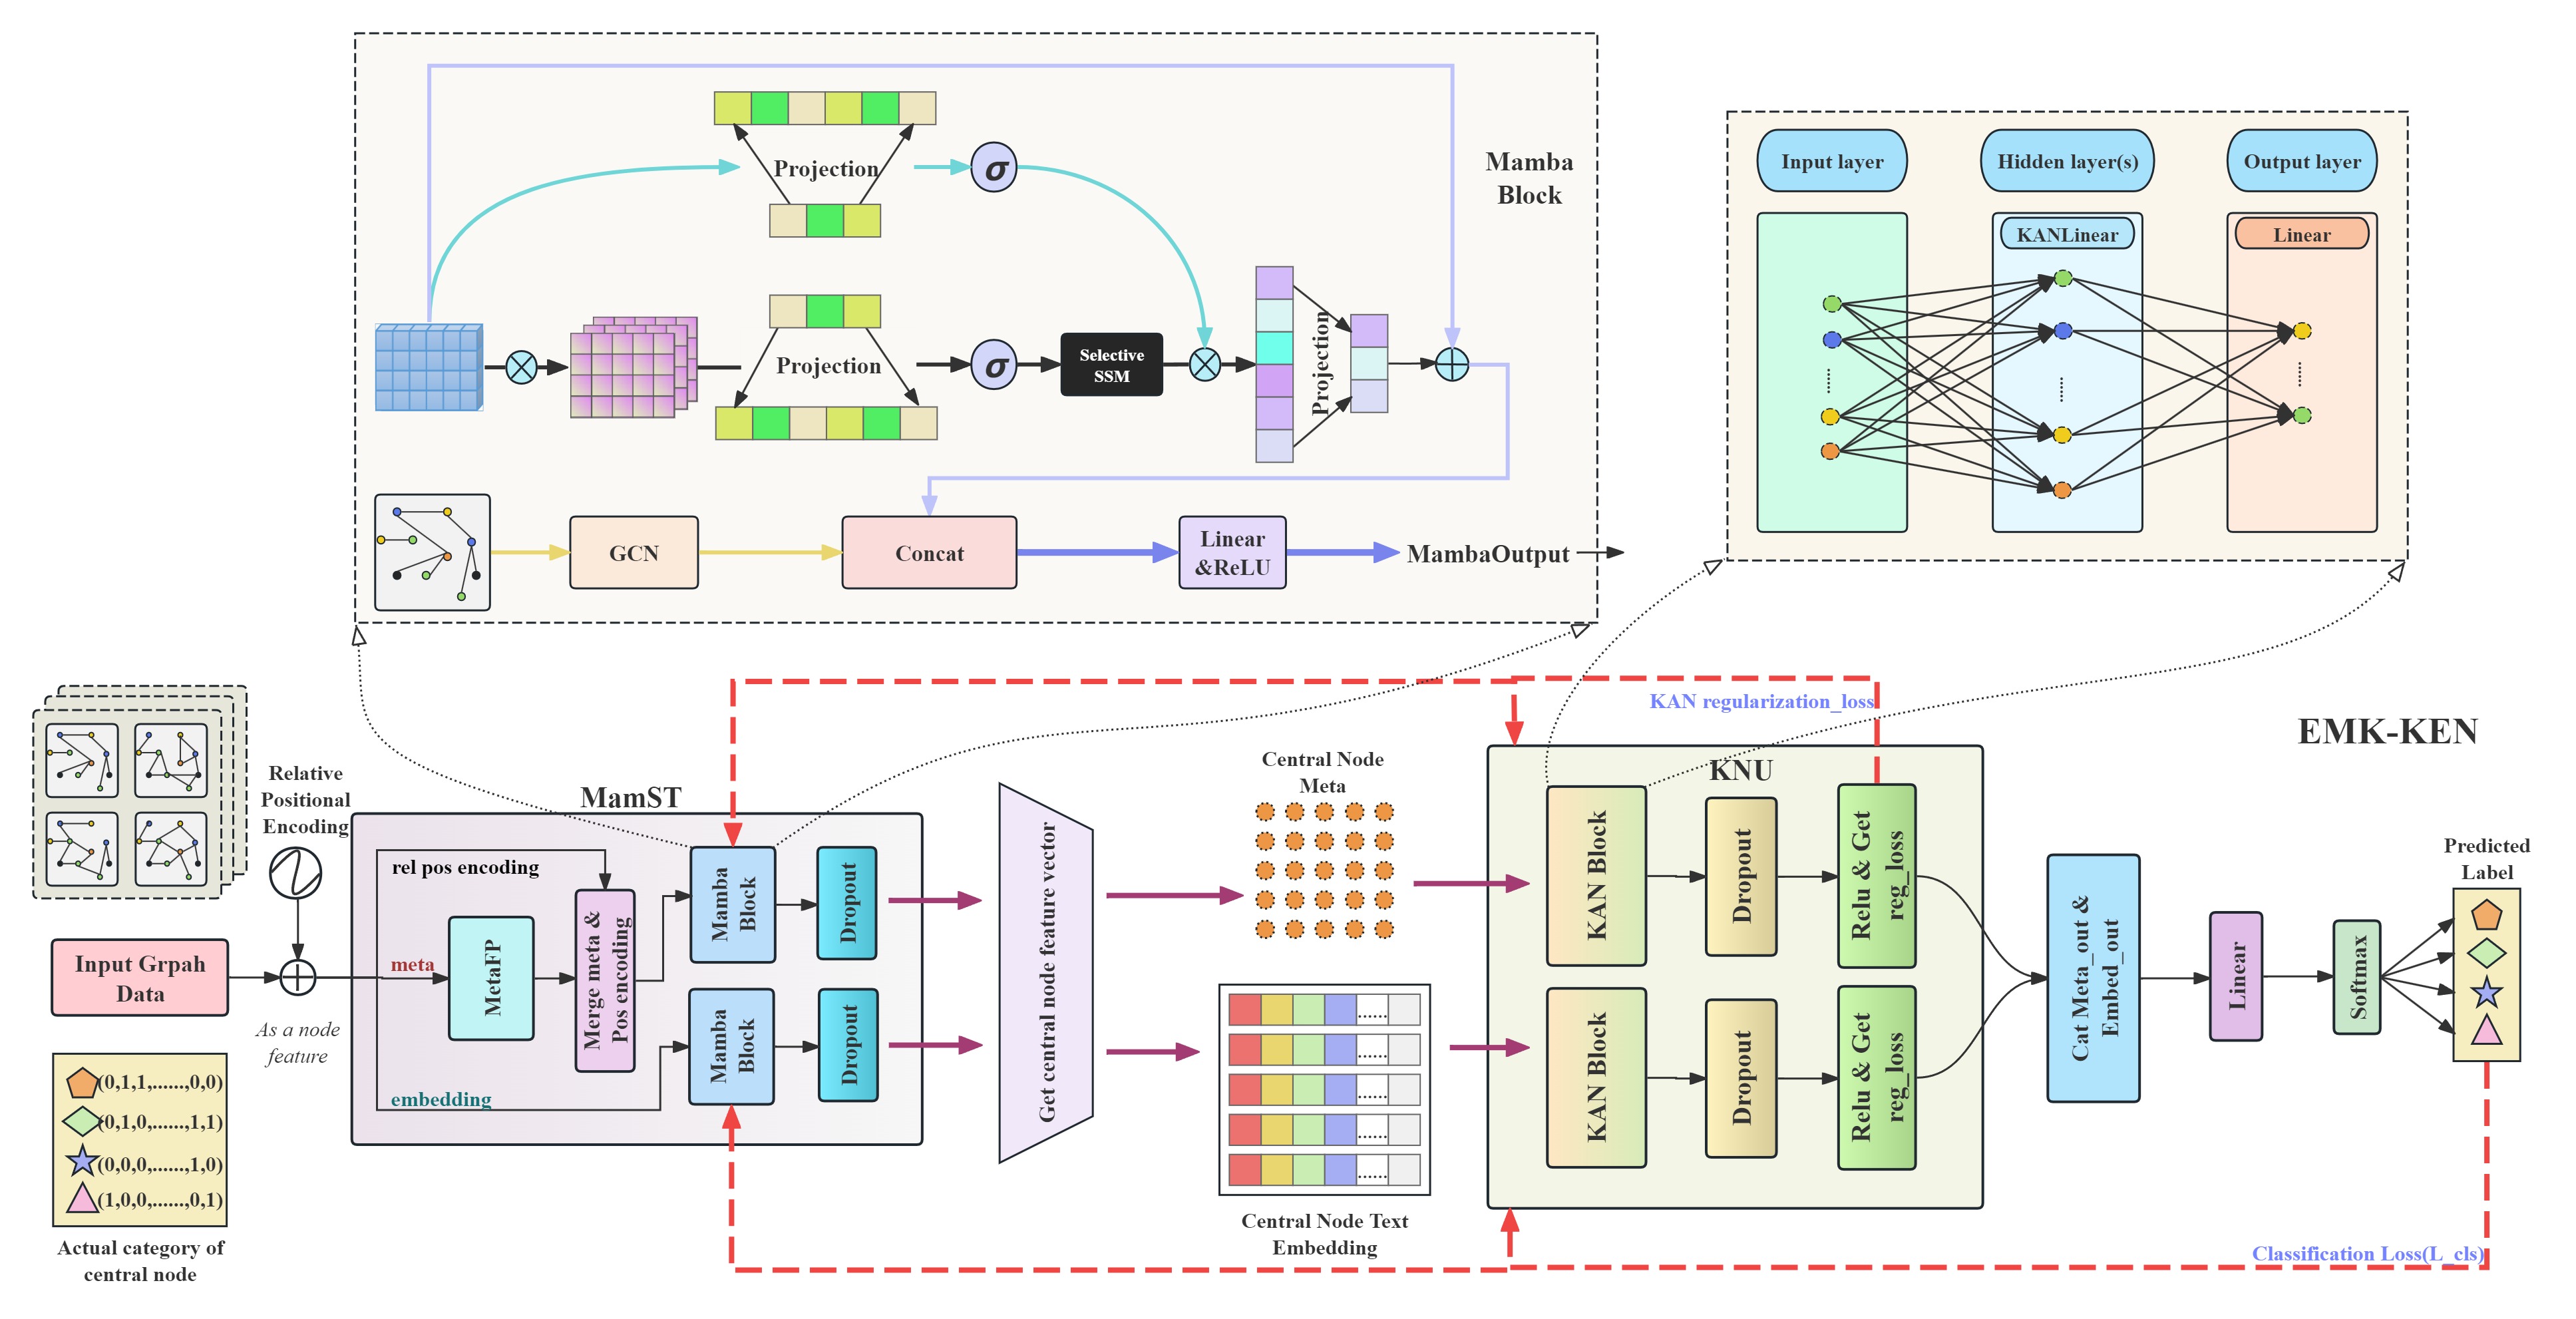 Mamba
Block
Projection
σ
Projection
σ
Selective
SSM
Projection
GCN
Concat
Linear
&ReLU
MambaOutput
Input layer
Hidden layer(s)
Output layer
KANLinear
Linear
EMK-KEN
KAN regularization_loss
Relative
Positional
Encoding
Input Grpah
Data
As a node
feature
(0,1,1,......,0,0)
(0,1,0,......,1,1)
(0,0,0,......,1,0)
(1,0,0,......,0,1)
Actual category of
central node
MamST
rel pos encoding
meta
embedding
MetaFP
Merge meta &
Pos encoding
Mamba
Block
Dropout
Mamba
Block
Dropout
Get central node feature vector
Central Node
Meta
......
......
......
......
......
Central Node Text
Embedding
KNU
KAN Block
Dropout
Relu & Get
reg_loss
KAN Block
Dropout
Relu & Get
reg_loss
Cat Meta_out &
Embed_out
Linear
Softmax
Predicted
Label
Classification Loss(L_cls)